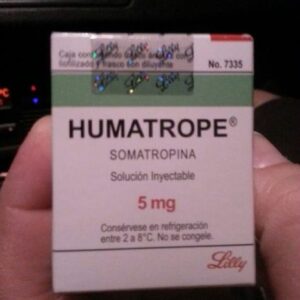 Caja con
No. 7335
liofilizado y frasco con diluyente
Lilly
HUMATROPE®
SOMATROPINA
Solución Inyectable
5 mg
Consérvese en refrigeración
entre 2 a 8°C. No se congele.
Lilly